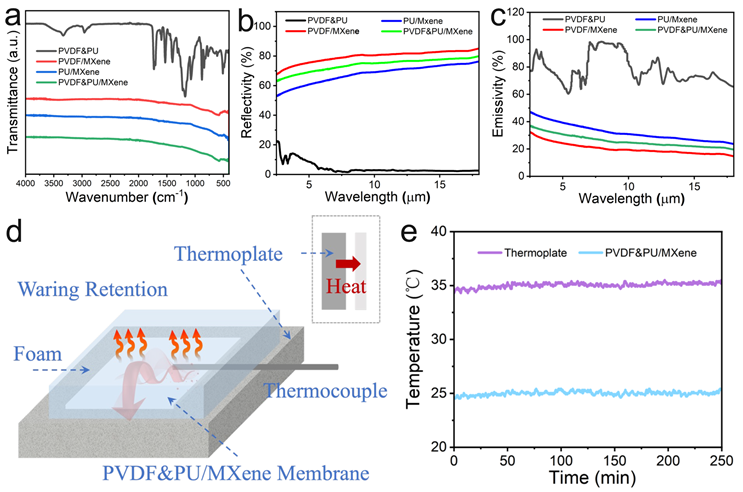 a
Transmittance (a.u.)
PVDF&PU
PVDF/MXene
PU/MXene
PVDF&PU/MXene
4000 3500 3000 2500 2000 1500 1000 500
Wavenumber (cm-1)
b
Reflectivity (%)
100
80
60
40
20
0
PVDF&PU
PVDF/MXene
PU/Mxene
PVDF&PU/MXene
5 10 15
Wavelength (μm)
c
Emissivity (%)
120
100
80
60
40
20
0
PVDF&PU
PVDF/MXene
PU/Mxene
PVDF&PU/MXene
5 10 15
Wavelength (μm)
d
Thermoplate
Heat
Waring Retention
Foam
Thermocouple
PVDF&PU/MXene Membrane
e
Temperature (℃)
40
35
30
25
20
Thermoplate
PVDF&PU/MXene
0 50 100 150 200 250
Time (min)